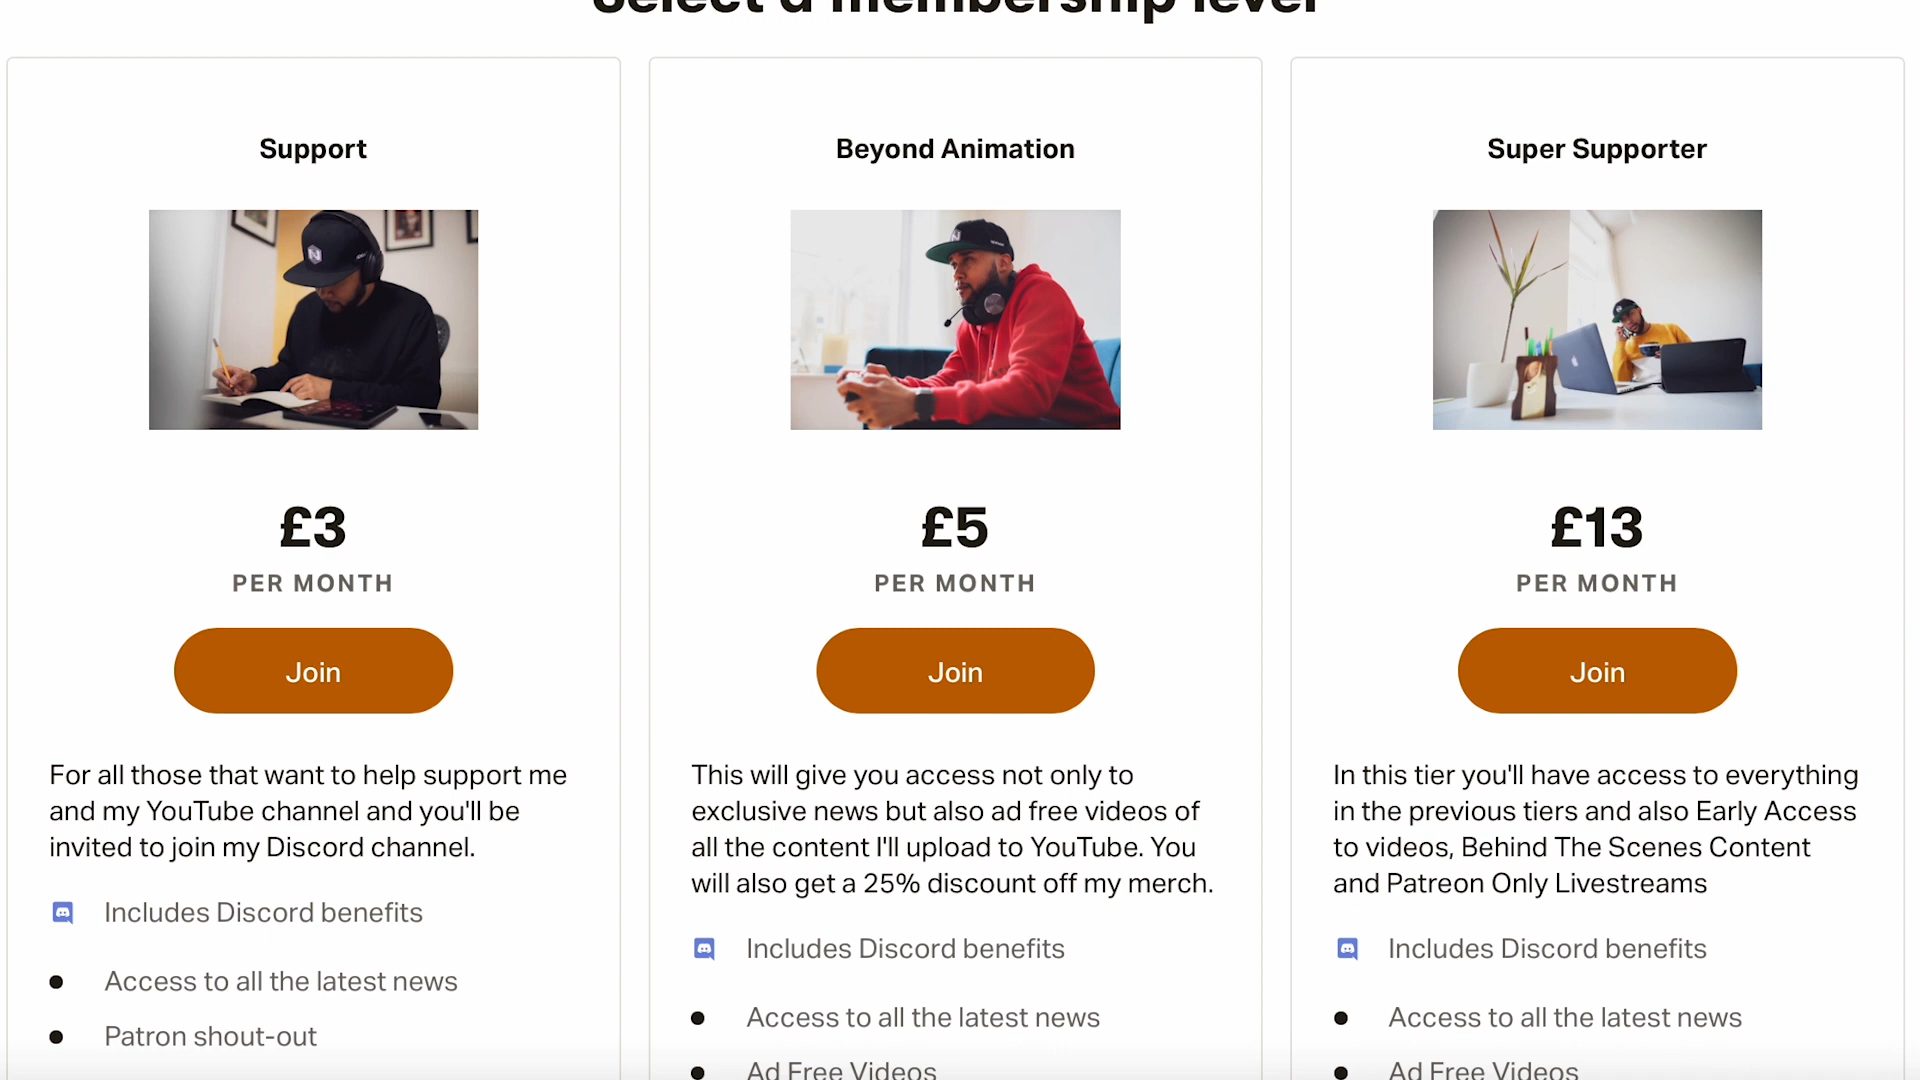 Select a membership level
Support
Beyond Animation
Super Supporter
£3
PER MONTH
Join
For all those that want to help support me
and my YouTube channel and you'll be
invited to join my Discord channel.
Includes Discord benefits
Access to all the latest news
Patron shout-out
£5
PER MONTH
Join
This will give you access not only to
exclusive news but also ad free videos of
all the content I'll upload to YouTube. You
will also get a 25% discount off my merch.
Includes Discord benefits
Access to all the latest news
Ad Free Videos
£13
PER MONTH
Join
In this tier you'll have access to everything
in the previous tiers and also Early Access
to videos, Behind The Scenes Content
and Patreon Only Livestreams
Includes Discord benefits
Access to all the latest news
Ad Free Videos